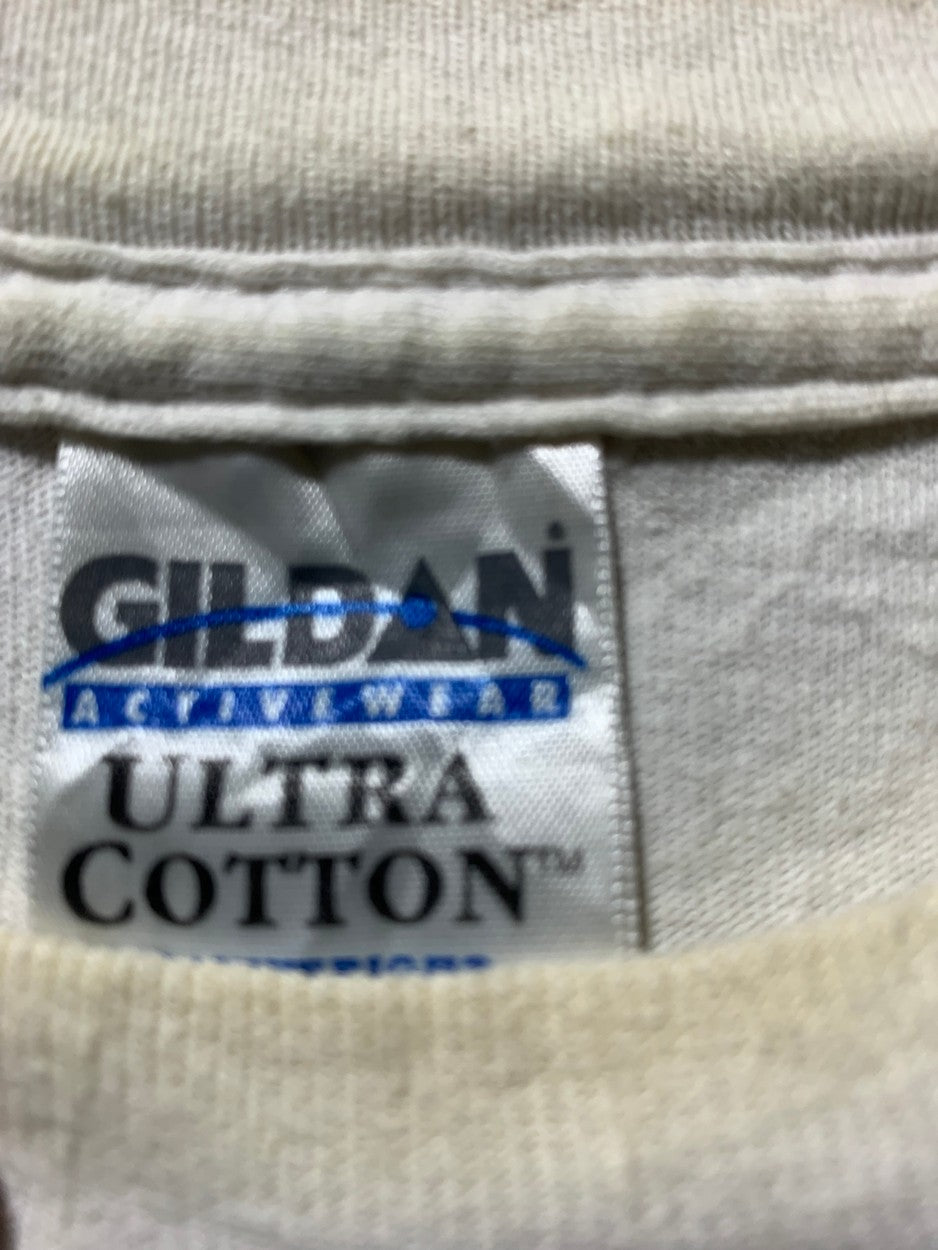 GILDAN
ACTIVEWEAR
ULTRA
COTTON™